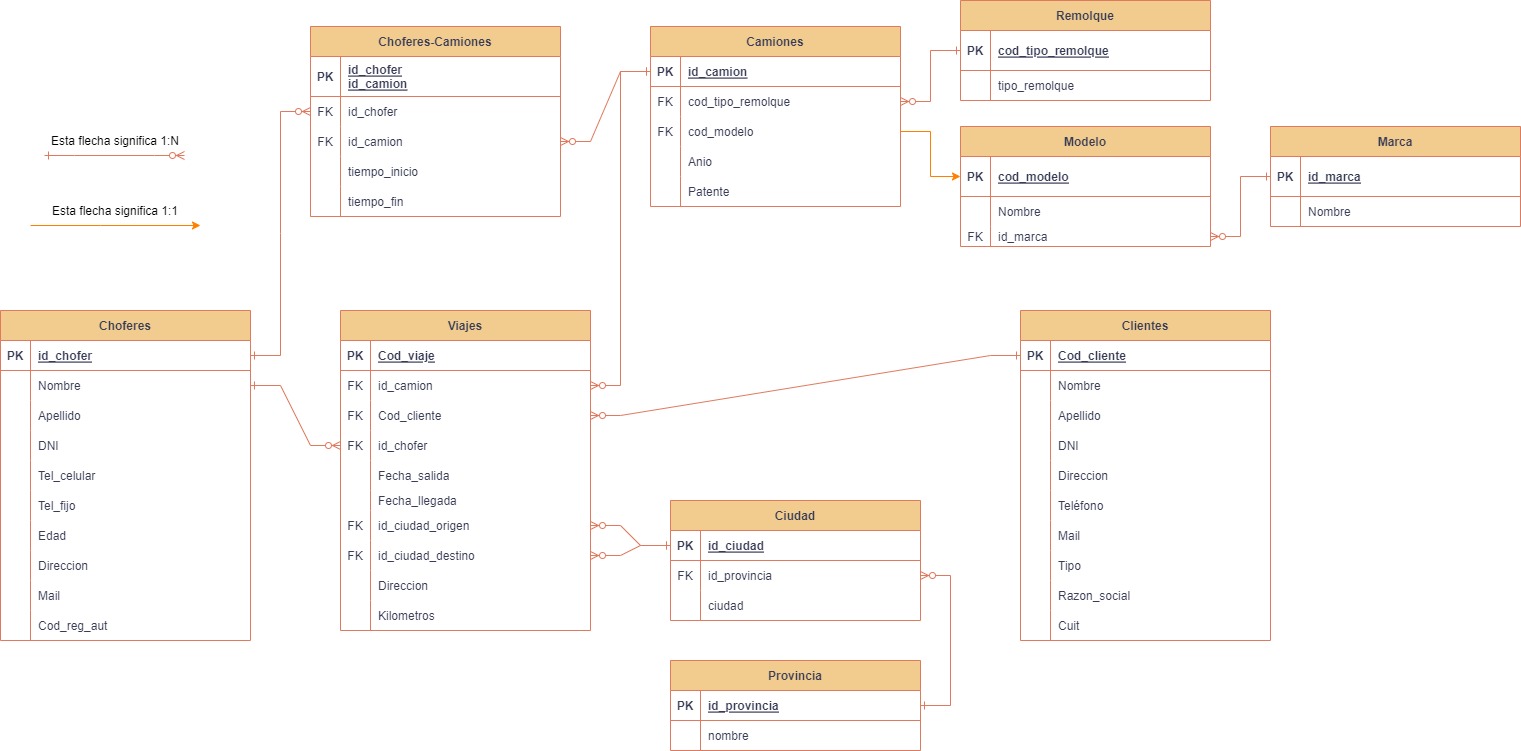 Esta flecha significa 1:N
Esta flecha significa 1:1
Choferes-Camiones
PK id_chofer
id_camion
FK id_chofer
FK id_camion
tiempo_inicio
tiempo_fin
Camiones
PK id_camion
FK cod_tipo_remolque
FK cod_modelo
Anio
Patente
Remolque
PK cod_tipo_remolque
tipo_remolque
Modelo
PK cod_modelo
Nombre
FK id_marca
Marca
PK id_marca
Nombre
Choferes
PK id_chofer
Nombre
Apellido
DNI
Tel_celular
Tel_fijo
Edad
Direccion
Mail
Cod_reg_aut
Viajes
PK Cod_viaje
FK id_camion
FK Cod_cliente
FK id_chofer
Fecha_salida
Fecha_llegada
FK id_ciudad_origen
FK id_ciudad_destino
Direccion
Kilometros
Clientes
PK Cod_cliente
Nombre
Apellido
DNI
Direccion
Teléfono
Mail
Tipo
Razon_social
Cuit
Ciudad
PK id_ciudad
FK id_provincia
ciudad
Provincia
PK id_provincia
nombre